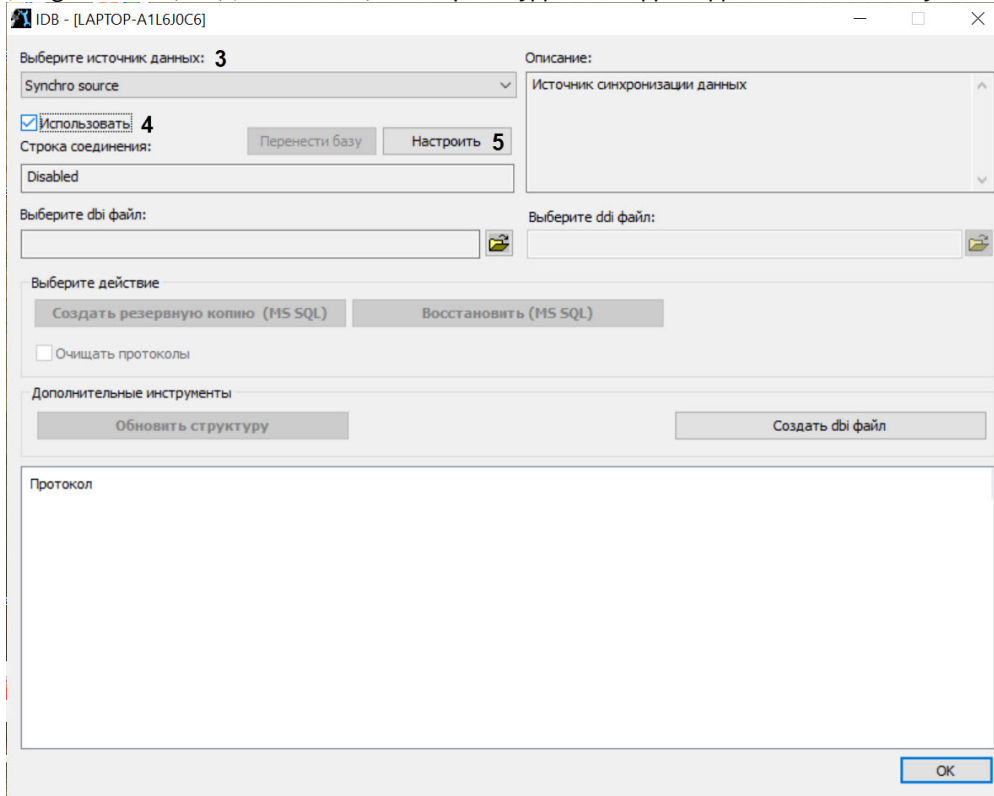 IDB - [LAPTOP-A1L6J0C6]
Выберите источник данных: 3
Описание:
Synchro source
Источник синхронизации данных
Использовать 4
Строка соединения:
Перенести базу
Настроить 5
Disabled
Выберите dbi файл:
Выберите ddi файл:
Выберите действие
Создать резервную копию (MS SQL)
Восстановить (MS SQL)
Очищать протоколы
Дополнительные инструменты
Обновить структуру
Создать dbi файл
Протокол
OK